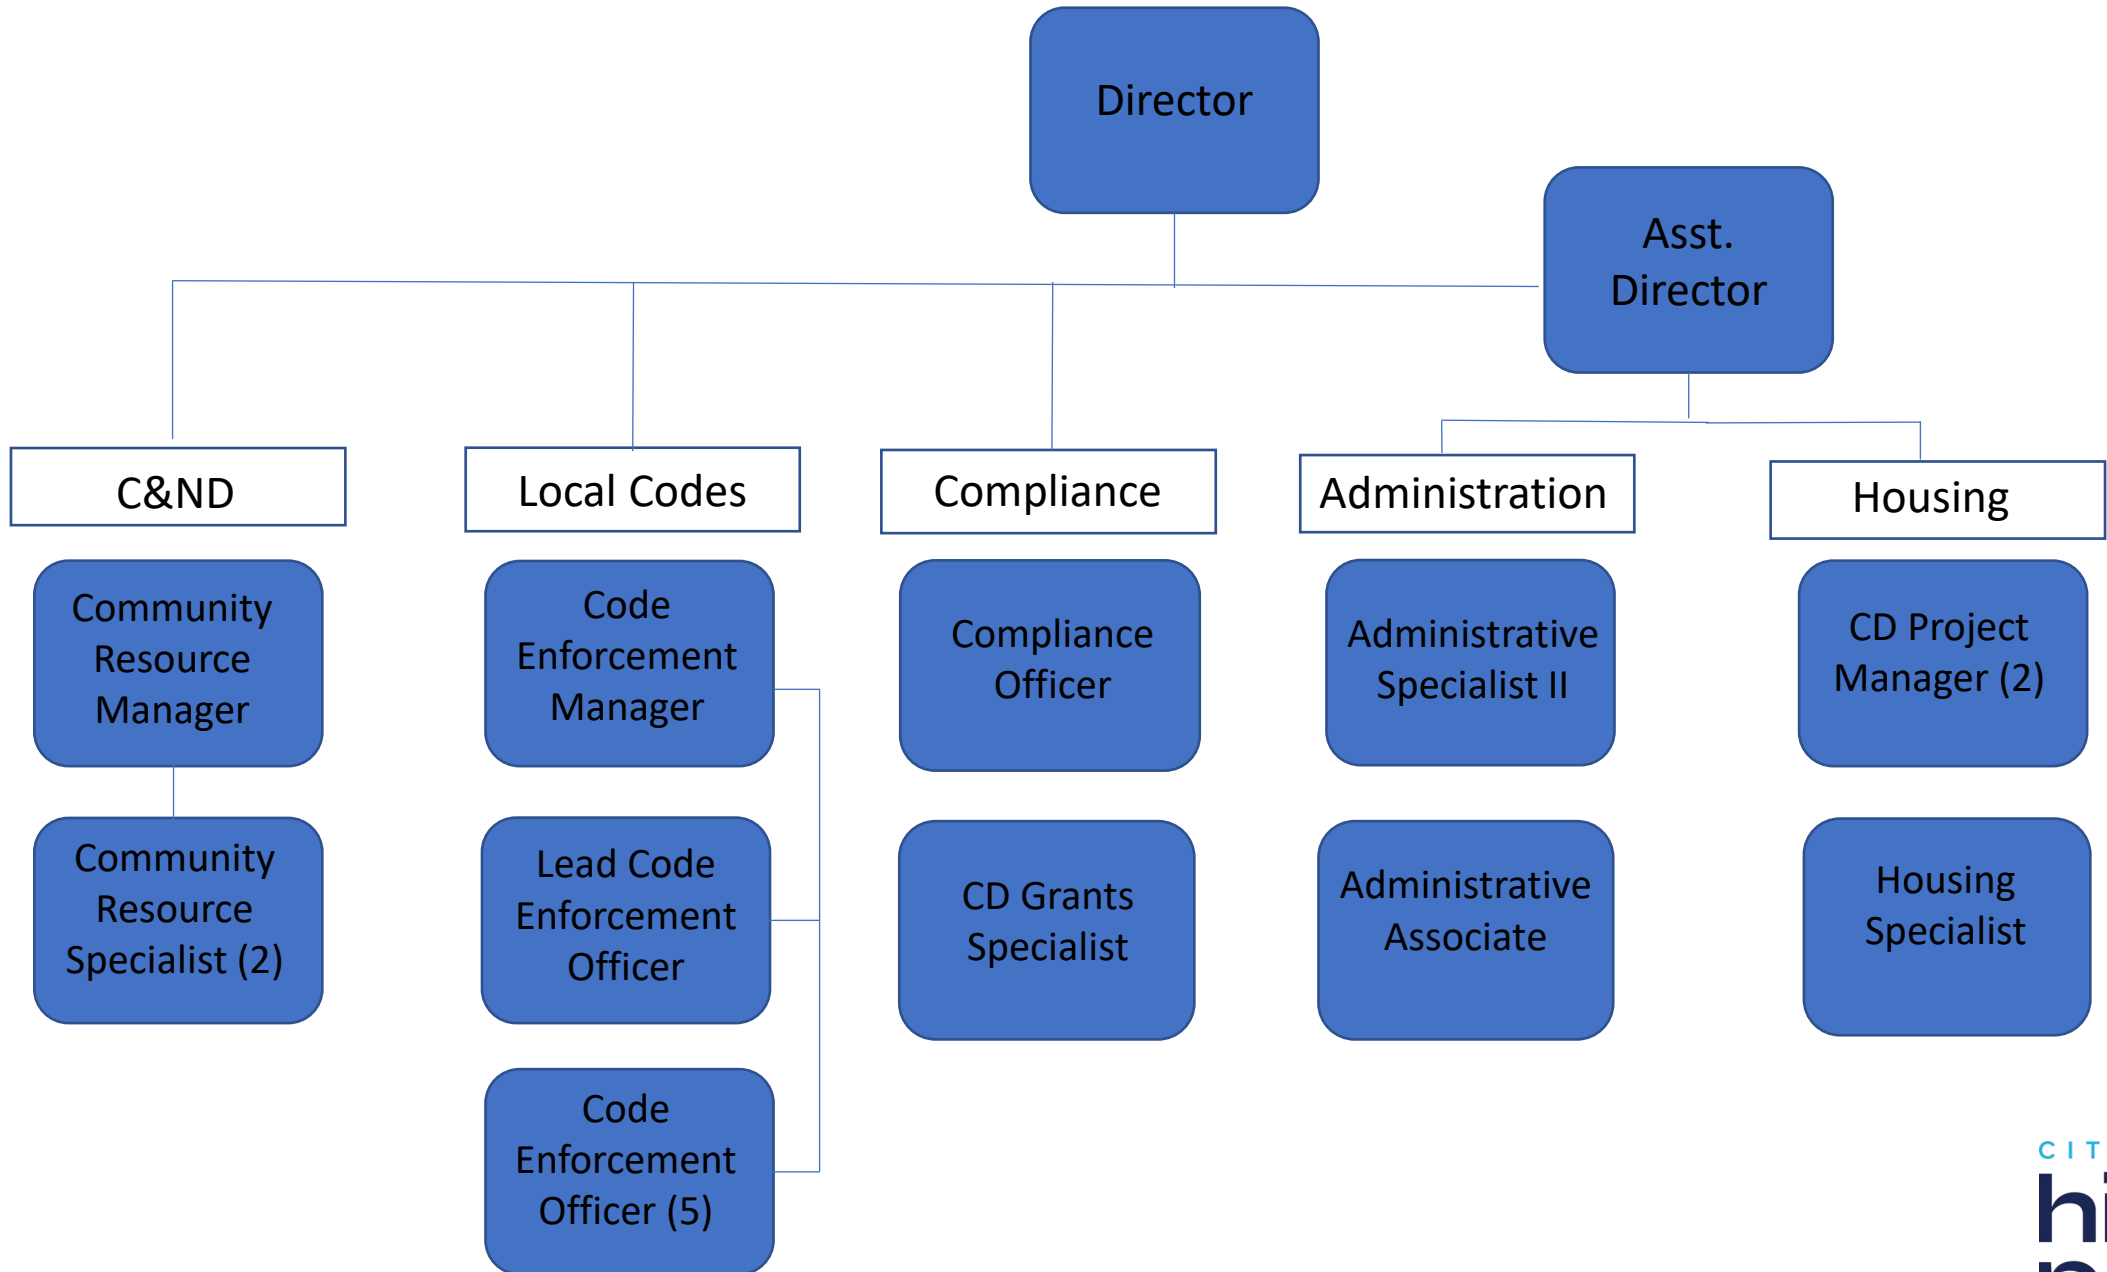 Director
Asst.
Director
C&ND
Local Codes
Compliance
Administration
Housing
Community
Resource
Manager
Code
Enforcement
Manager
Compliance
Officer
Administrative
Specialist II
CD Project
Manager (2)
Community
Resource
Specialist (2)
Lead Code
Enforcement
Officer
CD Grants
Specialist
Administrative
Associate
Housing
Specialist
Code
Enforcement
Officer (5)
CIT
hi